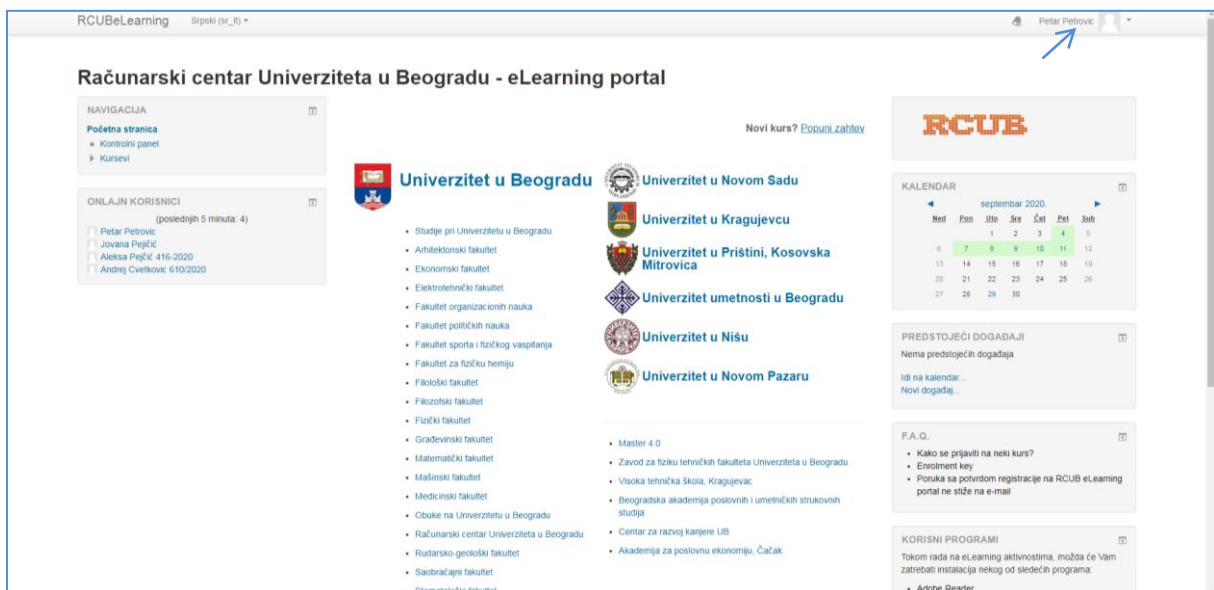 RCUBeLearning
Srpski (sr_lt)
Petar Petrovic
Računarski centar Univerziteta u Beogradu - eLearning portal
NAVIGACIJA
Početna stranica
Kontrolni panel
Kursevi
ONLAJN KORISNICI
(poslednjih 5 minuta: 4)
Petar Petrovic
Jovana Pejčić
Aleksa Pejčić 416-2020
Andrej Cvetkovic 610/2020
Novi kurs? Popuni zahtev
Univerzitet u Beogradu
Studije pri Univerzitetu u Beogradu
Arhitektonski fakultet
Ekonomski fakultet
Elektrotehnički fakultet
Fakultet organizacionih nauka
Fakultet političkih nauka
Fakultet sporta i fizičkog vaspitanja
Fakultet za fizičku hemiju
Filološki fakultet
Filozofski fakultet
Fizički fakultet
Građevinski fakultet
Matematički fakultet
Mašinski fakultet
Medicinski fakultet
Obuke na Univerzitetu u Beogradu
Računarski centar Univerziteta u Beogradu
Rudarsko-geološki fakultet
Saobraćajni fakultet
Stomatološki fakultet
Univerzitet u Novom Sadu
Univerzitet u Kragujevcu
Univerzitet u Prištini, Kosovska
Mitrovica
Univerzitet umetnosti u Beogradu
Univerzitet u Nišu
Univerzitet u Novom Pazaru
Master 4.0
Zavod za fiziku tehničkih fakulteta Univerziteta u Beogradu
Visoka tehnička škola, Kragujevac
Beogradska akademija poslovnih i umetničkih strukovnih
studija
Centar za razvoj karijere UB
Akademija za poslovnu ekonomiju, Čačak
RCUB
KALENDAR
septembar 2020.
Ned Pon Uto Sre Čet Pet Sub
1 2 3 4 5
6 7 8 9 10 11 12
13 14 15 16 17 18 19
20 21 22 23 24 25 26
27 28 29 30
PREDSTOJEĆI DOGAĐAJI
Nema predstojećih događaja
Idi na kalendar...
Novi događaj...
F.A.Q.
Kako se prijaviti na neki kurs?
Enrolment key
Poruka sa potvrdom registracije na RCUB eLearning
portal ne stiže na e-mail
KORISNI PROGRAMI
Tokom rada na eLearning aktivnostima, možda će Vam
zatrebati instalacija nekog od sledećih programa:
Adobe Reader